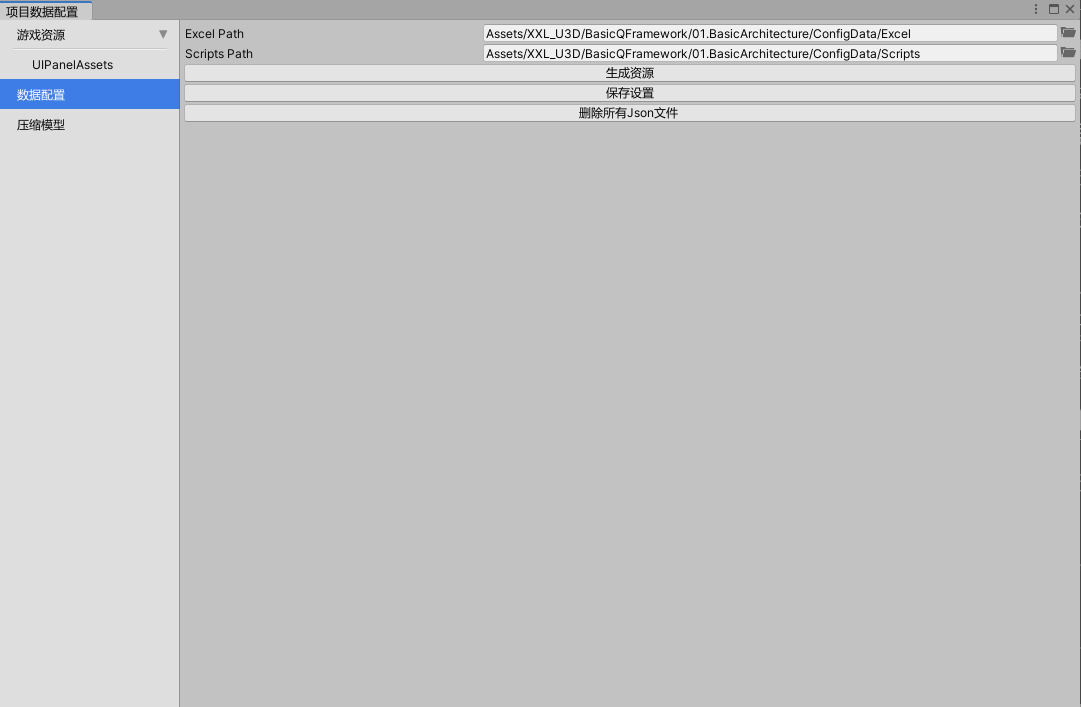 项目数据配置
游戏资源
UIPanelAssets
数据配置
压缩模型
Excel Path
Assets/XXL_U3D/BasicQFramework/01.BasicArchitecture/ConfigData/Excel
Scripts Path
Assets/XXL_U3D/BasicQFramework/01.BasicArchitecture/ConfigData/Scripts
生成资源
保存设置
删除所有Json文件